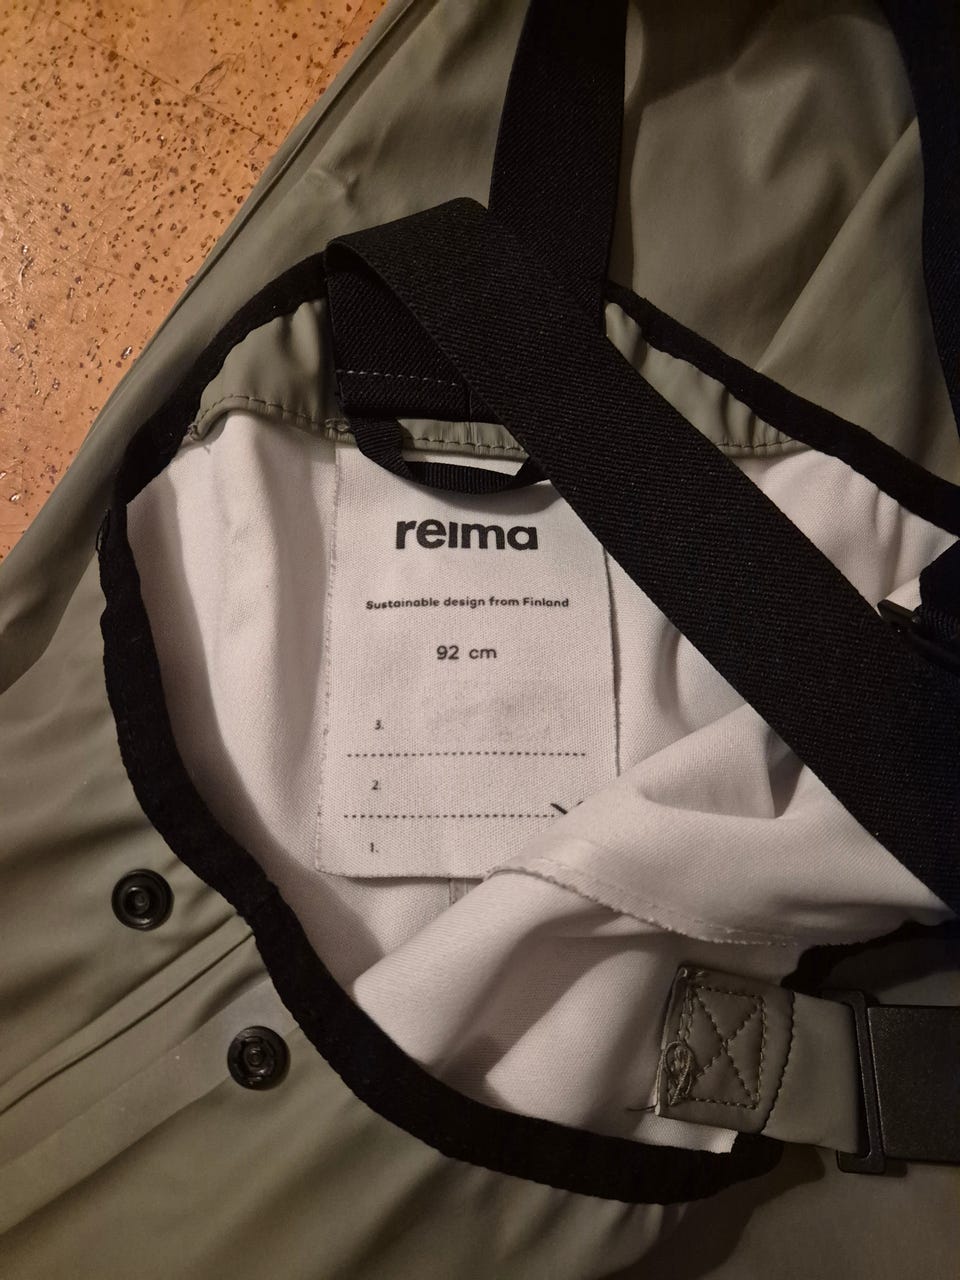 reima
Sustainable design from Finland
92 cm
3.
2.
1.